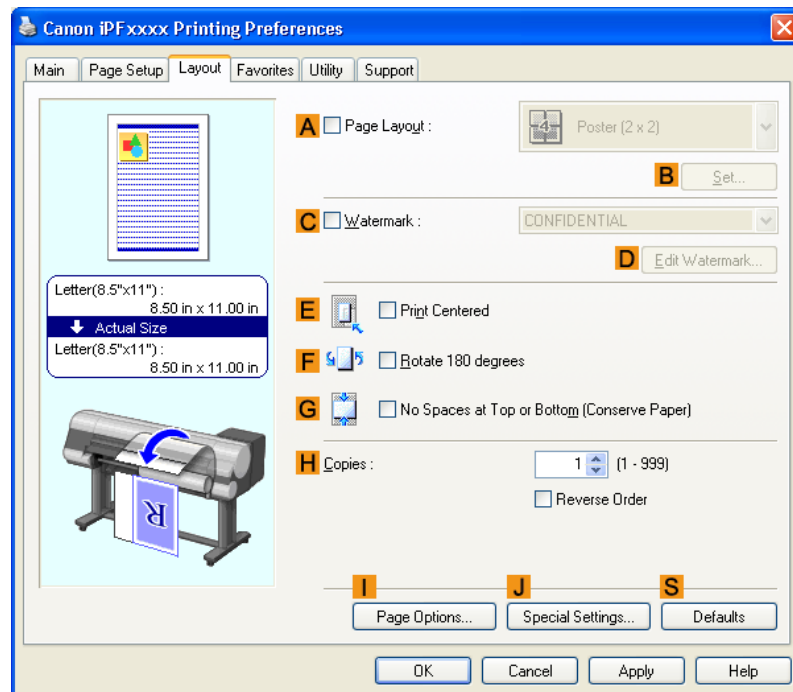 Canon iPFxxxx Printing Preferences
Main Page Setup Layout Favorites Utility Support
A Page Layout : 4 Poster (2 x 2)
B Set...
C Watermark : CONFIDENTIAL
D Edit Watermark...
Letter(8.5"x11") :
8.50 in x 11.00 in
Actual Size
Letter(8.5"x11") :
8.50 in x 11.00 in
E Print Centered
F Rotate 180 degrees
G No Spaces at Top or Bottom (Conserve Paper)
H Copies : 1 (1 - 999)
Reverse Order
R
I J S
Page Options... Special Settings... Defaults
OK Cancel Apply Help